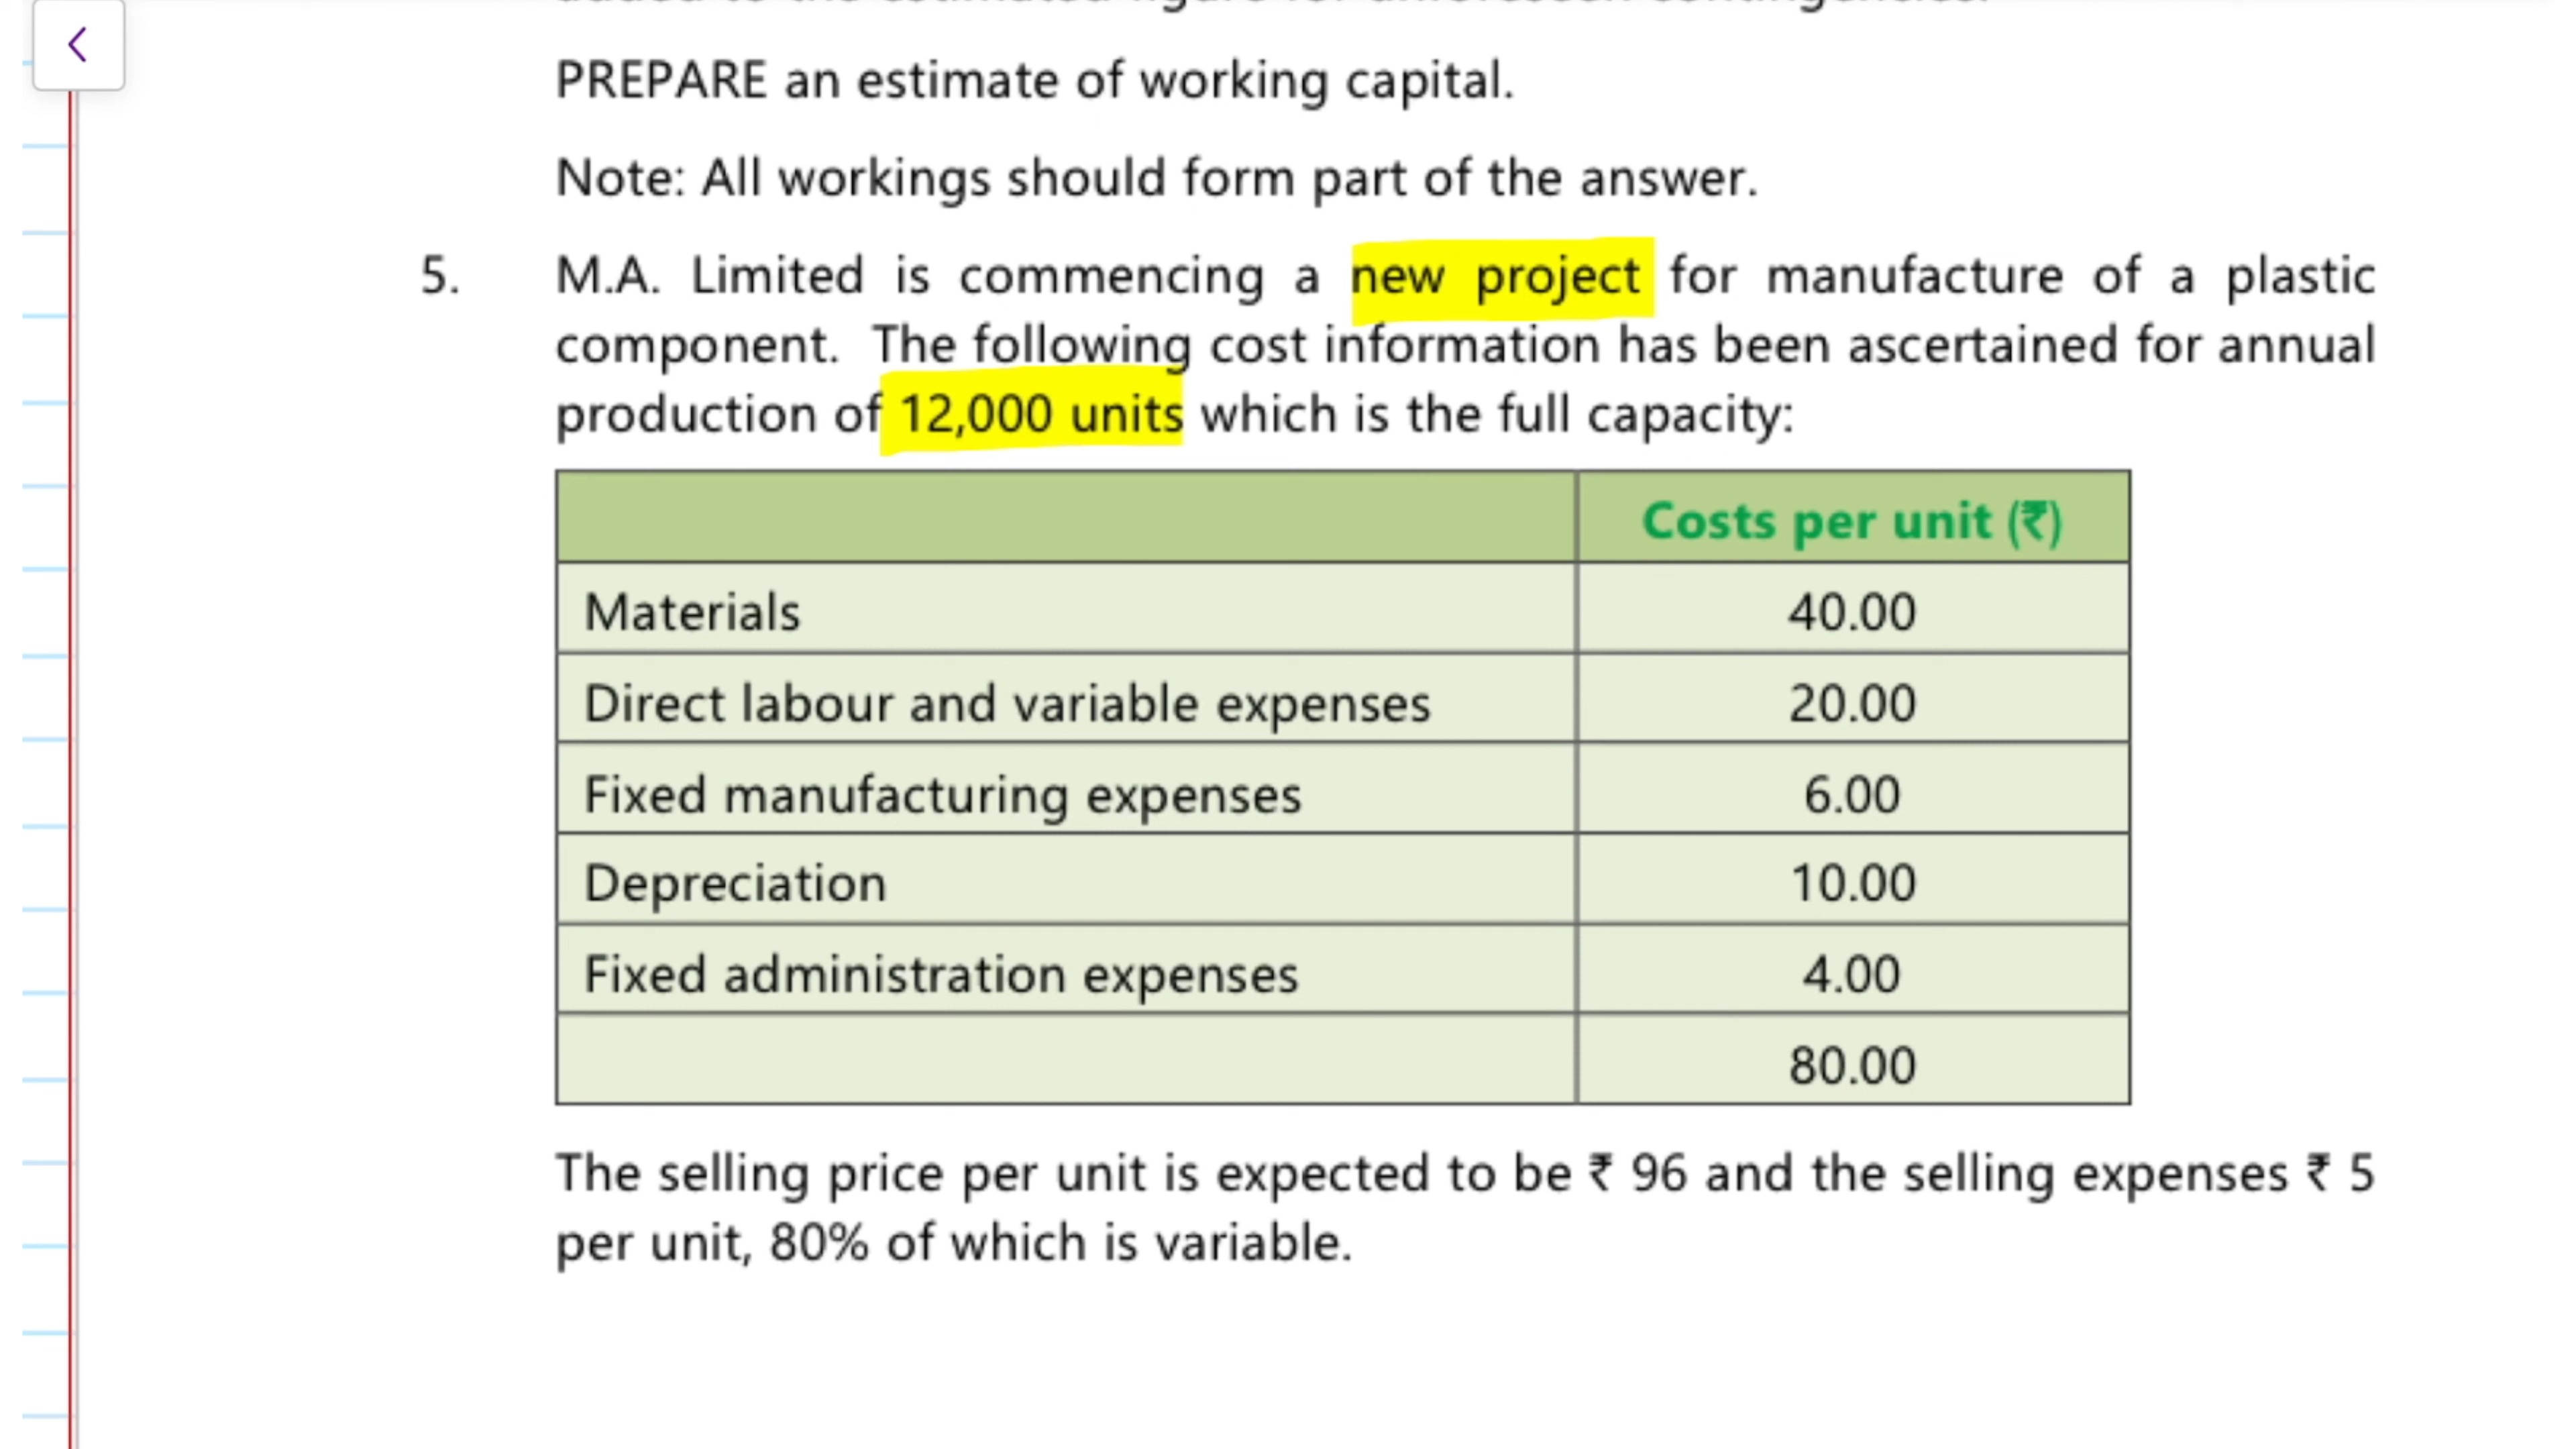 PREPARE an estimate of working capital.
Note: All workings should form part of the answer.
5. M.A. Limited is commencing a new project for manufacture of a plastic
component. The following cost information has been ascertained for annual
production of 12,000 units which is the full capacity:
Costs per unit (₹)
Materials 40.00
Direct labour and variable expenses 20.00
Fixed manufacturing expenses 6.00
Depreciation 10.00
Fixed administration expenses 4.00
80.00
The selling price per unit is expected to be ₹ 96 and the selling expenses ₹ 5
per unit, 80% of which is variable.